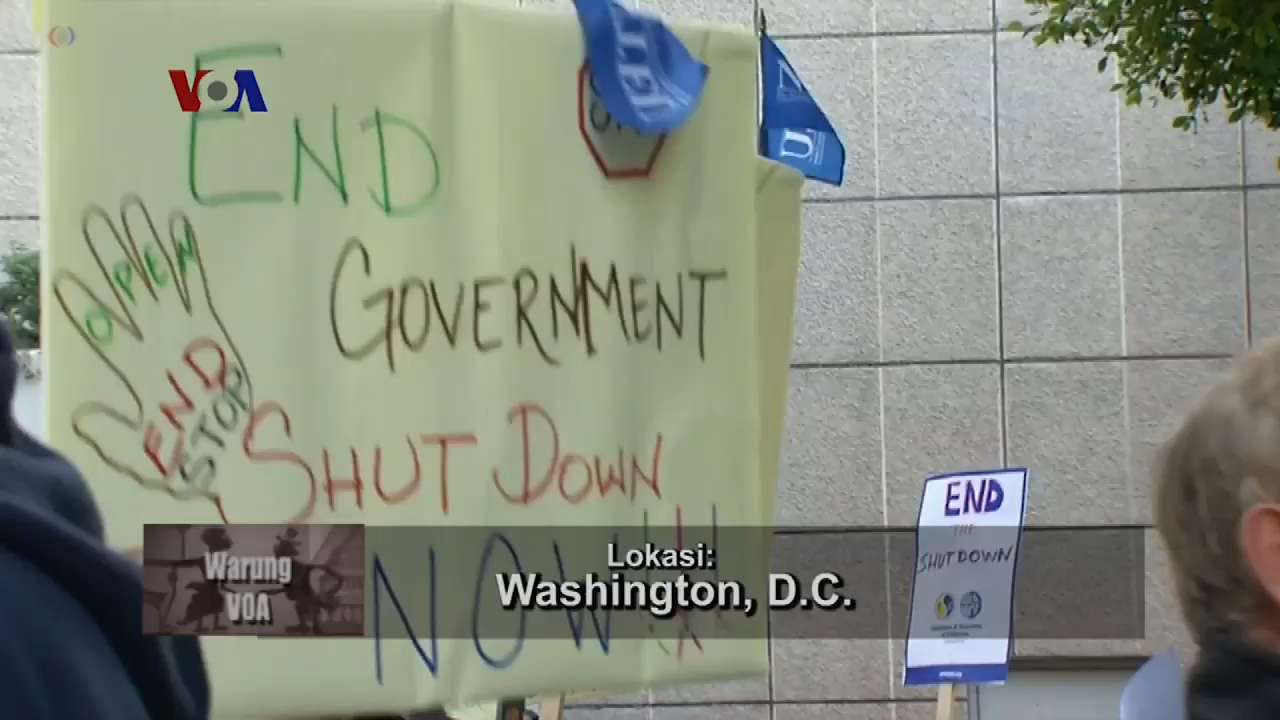 VOA
END
GOVERNMENT
SHUT DOWN
NOW!!!
OPEN
END
STOP
U
END
THE
SHUTDOWN
Warung
VOA
Lokasi:
Washington, D.C.